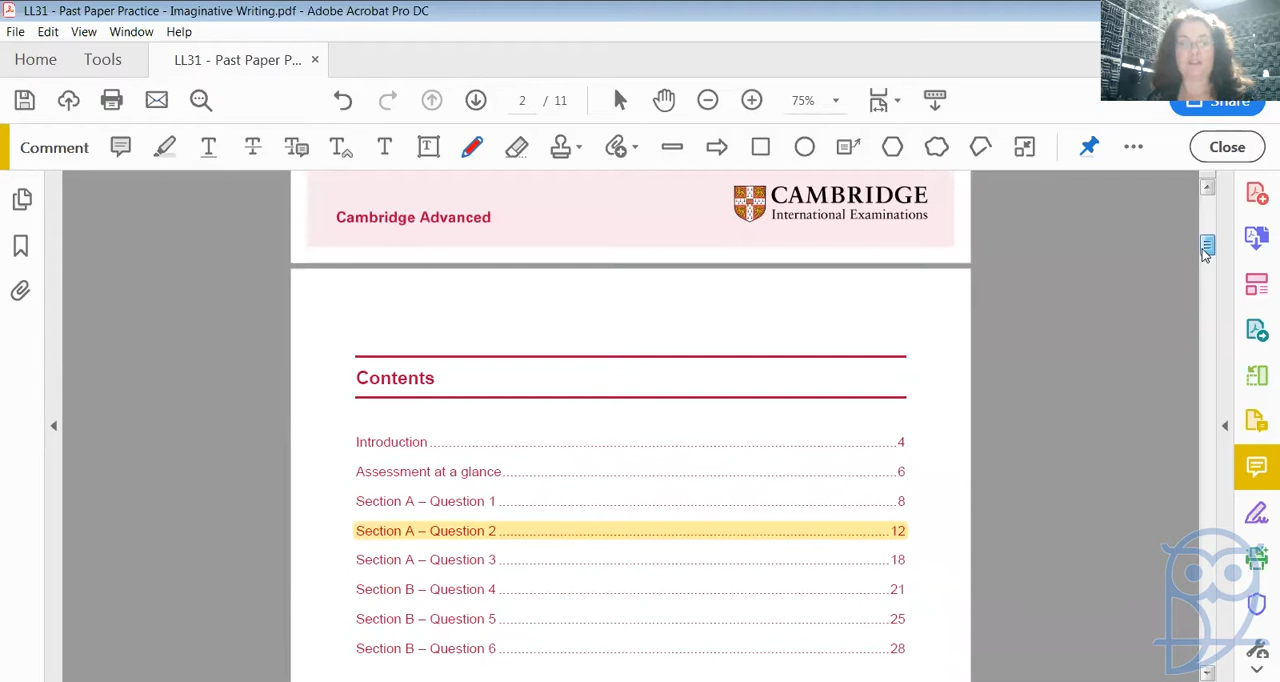 LL31 - Past Paper Practice - Imaginative Writing.pdf - Adobe Acrobat Pro DC
File Edit View Window Help
Home Tools LL31 - Past Paper P... ×
2 / 11 75%
Share
Comment Close
Cambridge Advanced
CAMBRIDGE
International Examinations
Contents
Introduction 4
Assessment at a glance 6
Section A – Question 1 8
Section A – Question 2 12
Section A – Question 3 18
Section B – Question 4 21
Section B – Question 5 25
Section B – Question 6 28